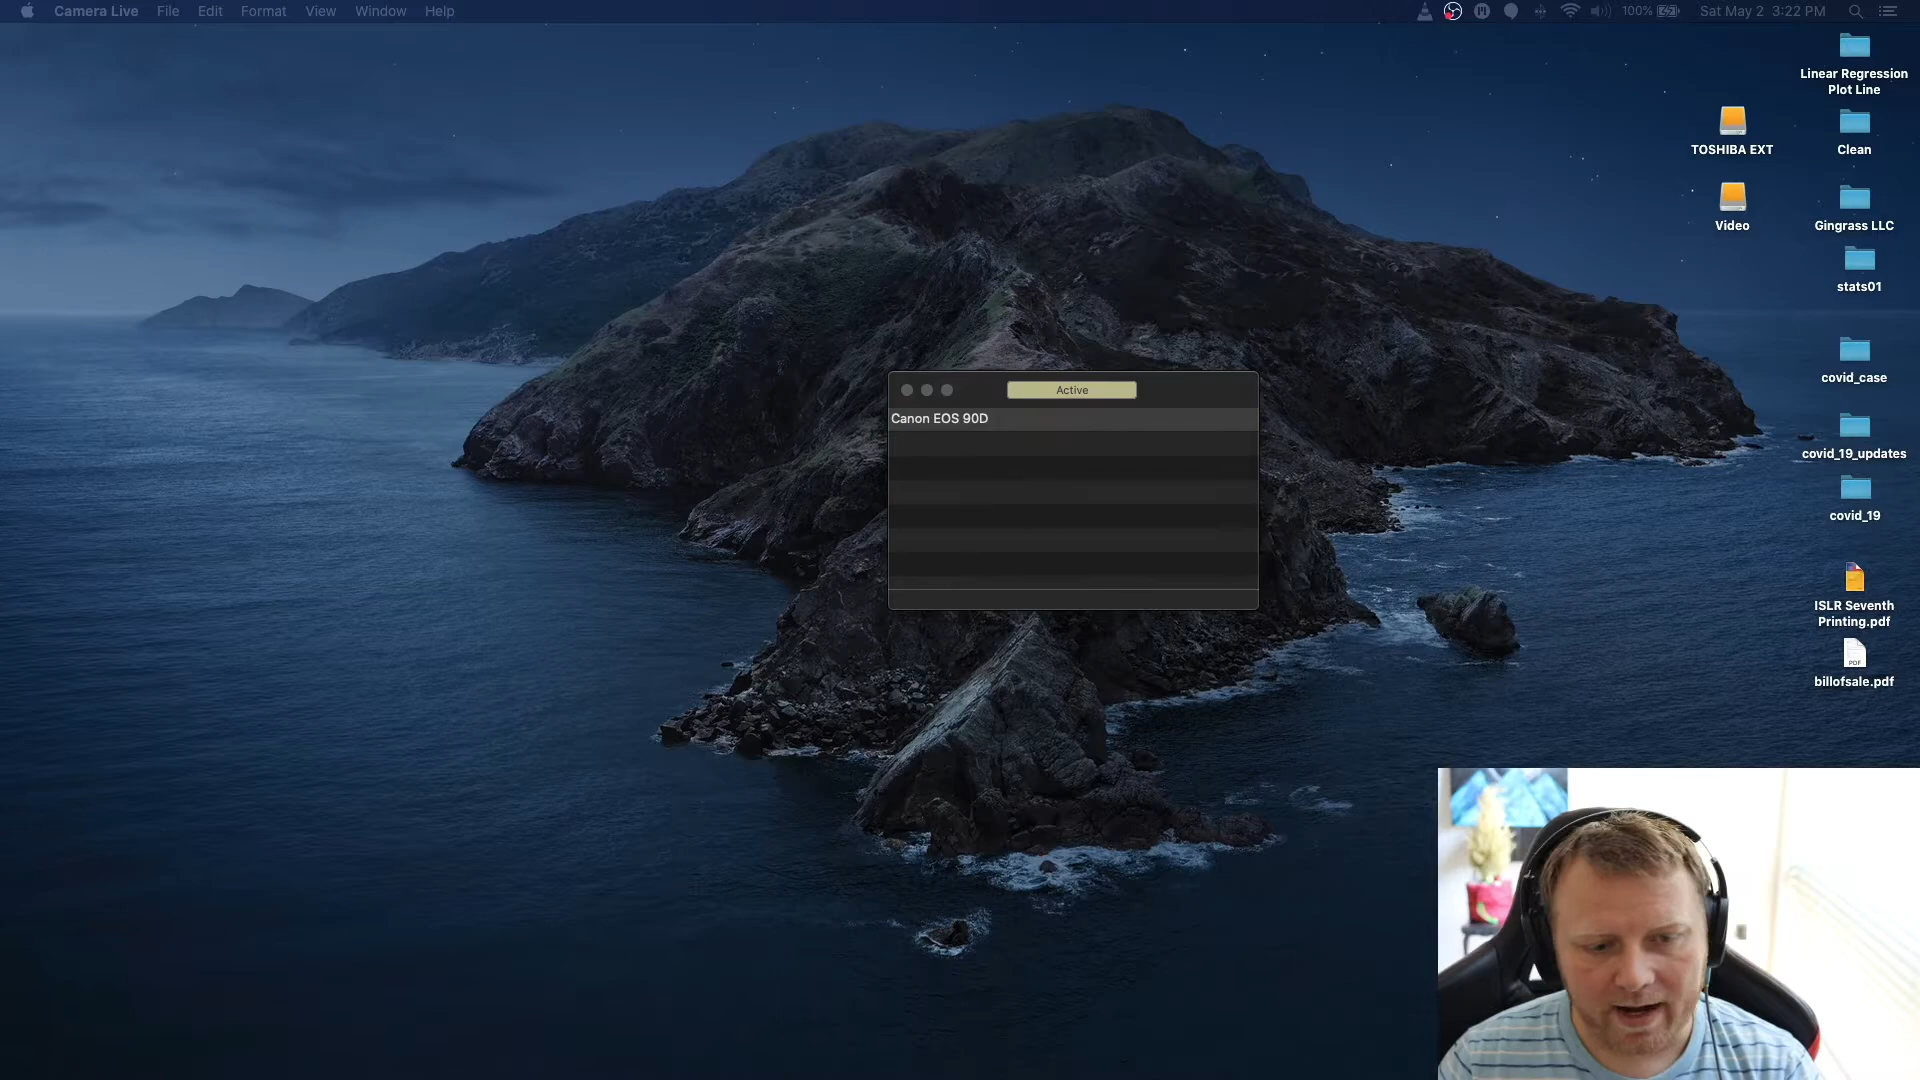 Camera Live File Edit Format View Window Help
100% Sat May 2 3:22 PM
Linear Regression
Plot Line
TOSHIBA EXT
Clean
Video
Gingrass LLC
stats01
covid_case
covid_19_updates
covid_19
ISLR Seventh
Printing.pdf
PDF
billofsale.pdf
Active
Canon EOS 90D